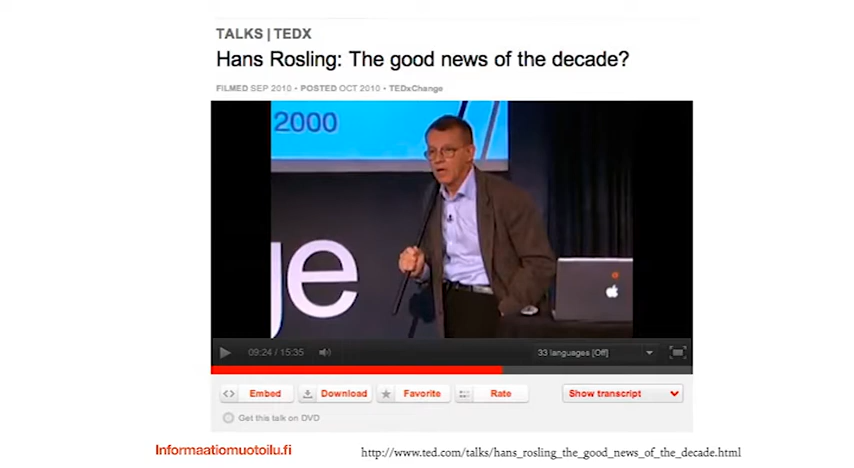 TALKS | TEDX
Hans Rosling: The good news of the decade?
FILMED SEP 2010 • POSTED OCT 2010 • TEDxChange
2000
ge
09:24 / 15:35
33 languages [Off]
Embed
Download
Favorite
Rate
Show transcript
Get this talk on DVD
Informaatiomuotoilu.fi
http://www.ted.com/talks/hans_rosling_the_good_news_of_the_decade.html